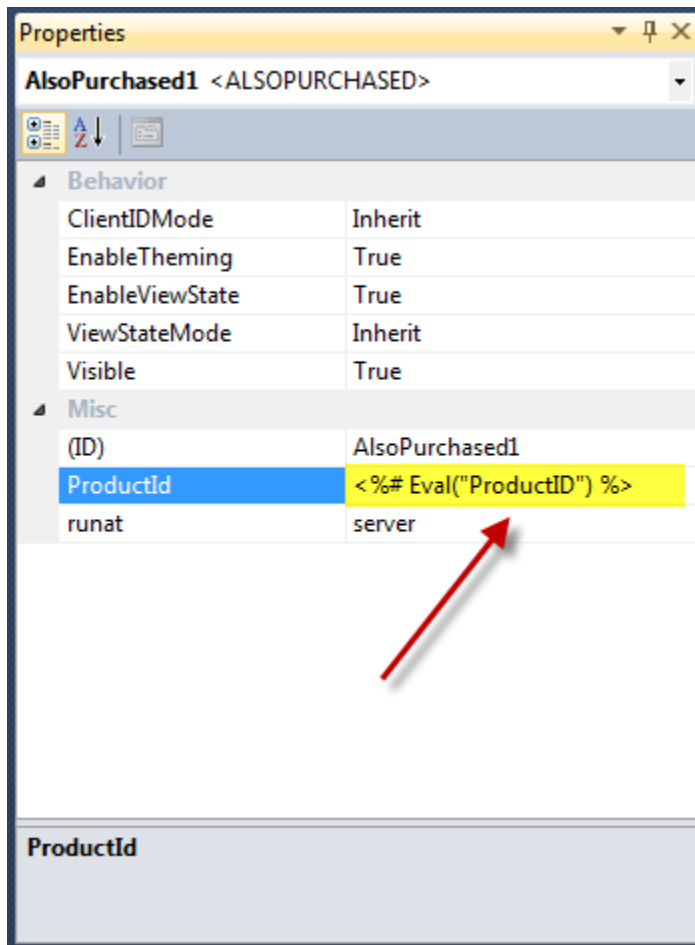 Properties
AlsoPurchased1 <ALSOPURCHASED>
A
Z
Behavior
ClientIDMode Inherit
EnableTheming True
EnableViewState True
ViewStateMode Inherit
Visible True
Misc
(ID) AlsoPurchased1
ProductId <%# Eval("ProductID") %>
runat server
ProductId